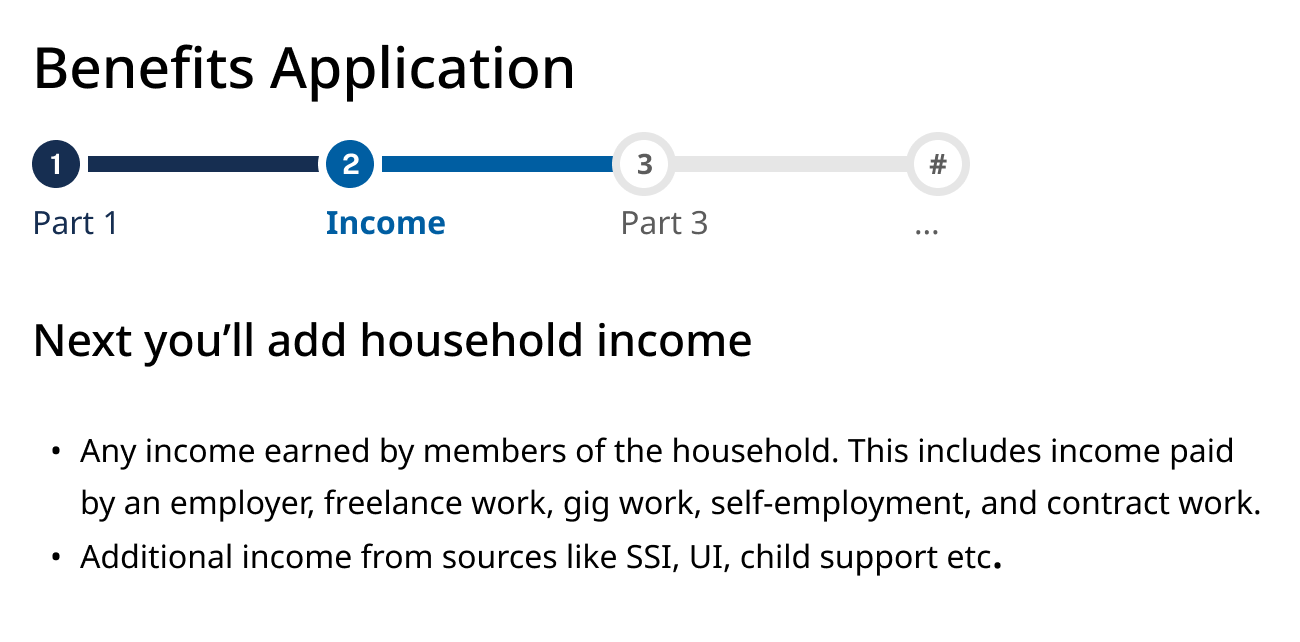 Benefits Application
1 2 3 #
Part 1 Income Part 3 ...
Next you’ll add household income
• Any income earned by members of the household. This includes income paid
by an employer, freelance work, gig work, self-employment, and contract work.
• Additional income from sources like SSI, UI, child support etc.